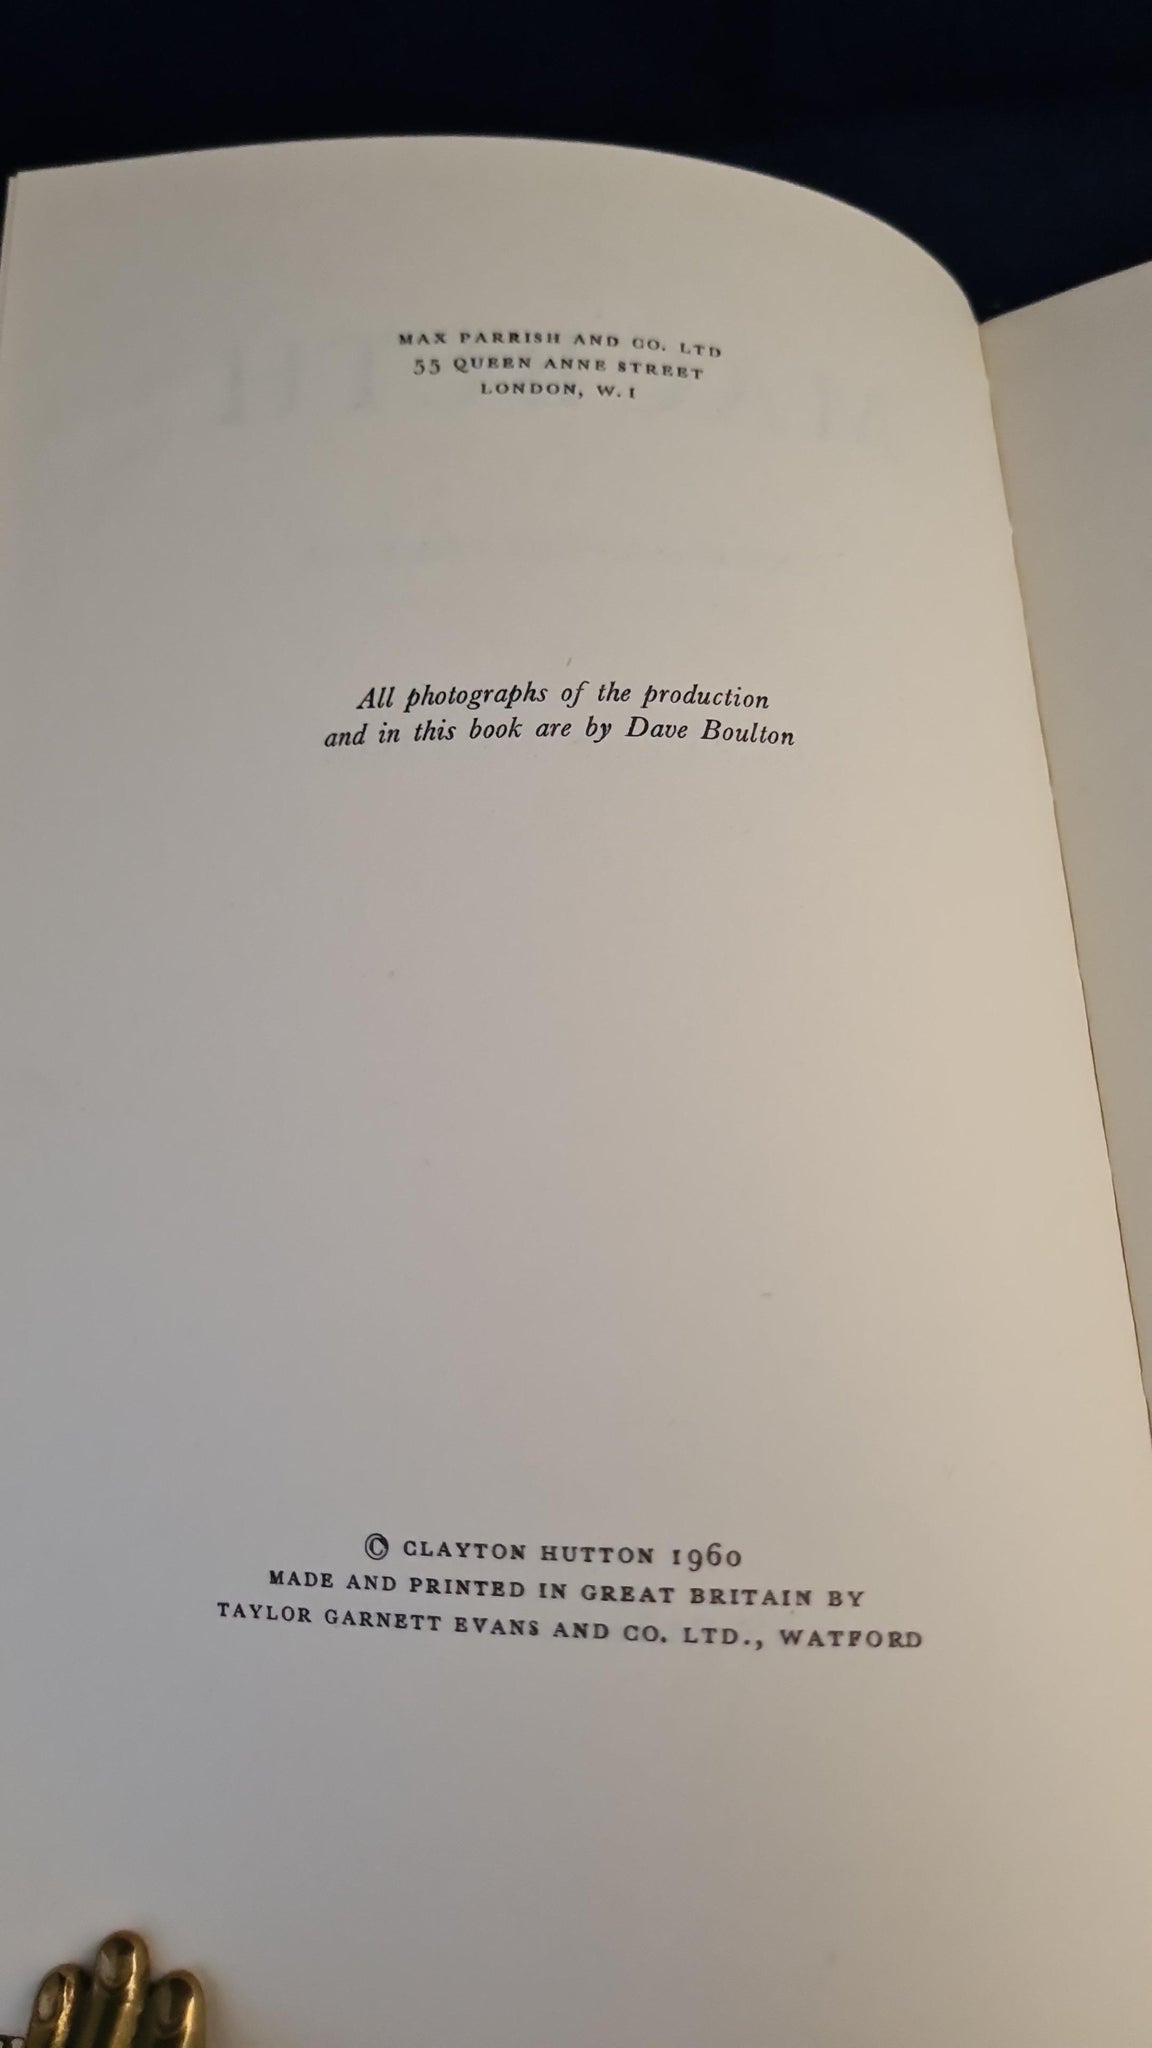 MAX PARRISH AND CO. LTD
55 QUEEN ANNE STREET
LONDON, W.1
All photographs of the production
and in this book are by Dave Boulton
© CLAYTON HUTTON 1960
MADE AND PRINTED IN GREAT BRITAIN BY
TAYLOR GARNETT EVANS AND CO. LTD., WATFORD